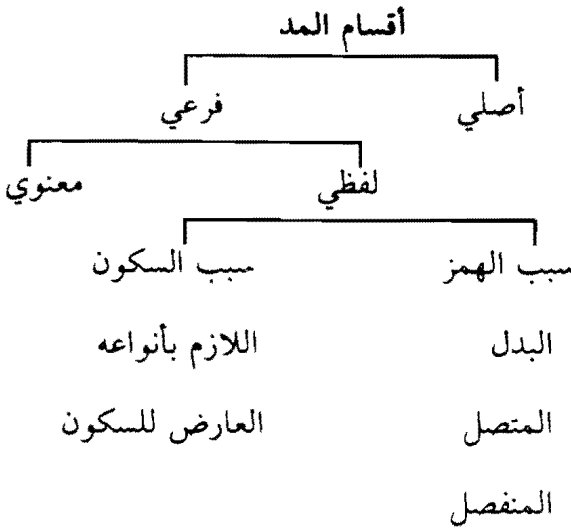 أقسام المد
أصلي فرعي
لفظي معنوي
سبب الهمز سبب السكون
البدل اللازم بأنواعه
المتصل العارض للسكون
المنفصل